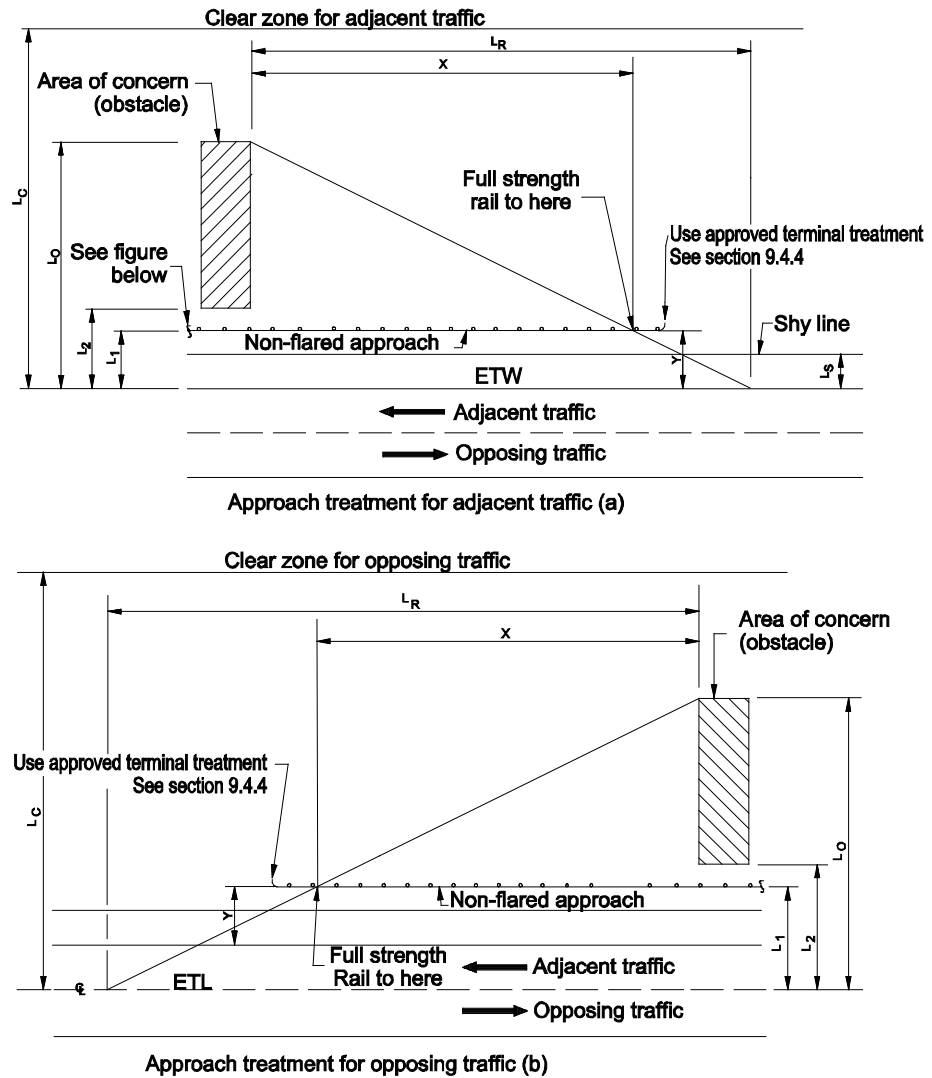 Clear zone for adjacent traffic
LR
X
Area of concern
(obstacle)
LC
LO
Full strength
rail to here
Use approved terminal treatment
See section 9.4.4
See figure
below
L2
L1
Non-flared approach
Shy line
Y
LS
ETW
Adjacent traffic
Opposing traffic
Approach treatment for adjacent traffic (a)
Clear zone for opposing traffic
LR
X
Area of concern
(obstacle)
Use approved terminal treatment
See section 9.4.4
LC
LO
Non-flared approach
Y
L1
L2
Full strength
Rail to here
Adjacent traffic
℄
ETL
Opposing traffic
Approach treatment for opposing traffic (b)